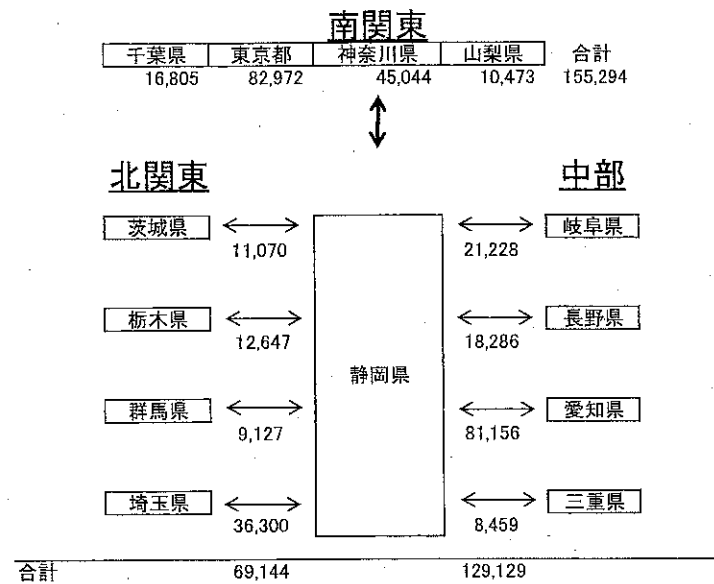 南関東
千葉県 東京都 神奈川県 山梨県 合計
16,805 82,972 45,044 10,473 155,294
北関東 中部
茨城県 岐阜県
11,070 21,228
栃木県 長野県
12,647 18,286
静岡県
群馬県 愛知県
9,127 81,156
埼玉県 三重県
36,300 8,459
合計 69,144 129,129